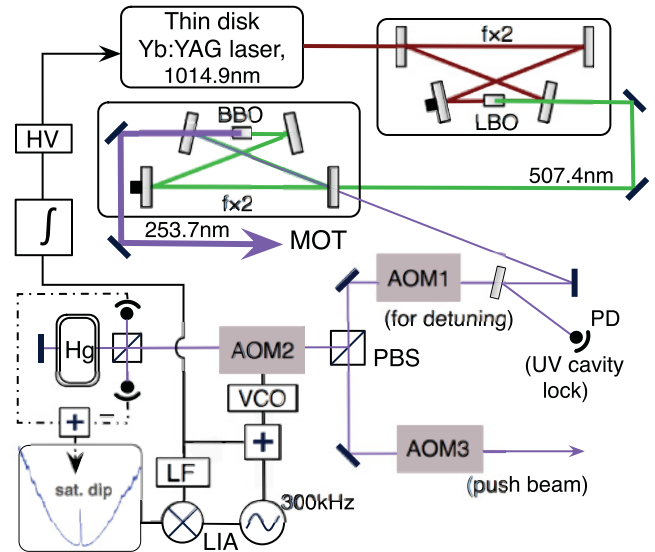 Thin disk
Yb:YAG laser,
1014.9nm
f×2
LBO
HV
BBO
f×2
507.4nm
253.7nm
MOT
∫
AOM1
(for detuning)
PD
(UV cavity
lock)
Hg
AOM2
PBS
VCO
+
−
+
AOM3
(push beam)
sat. dip
LF
300kHz
LIA